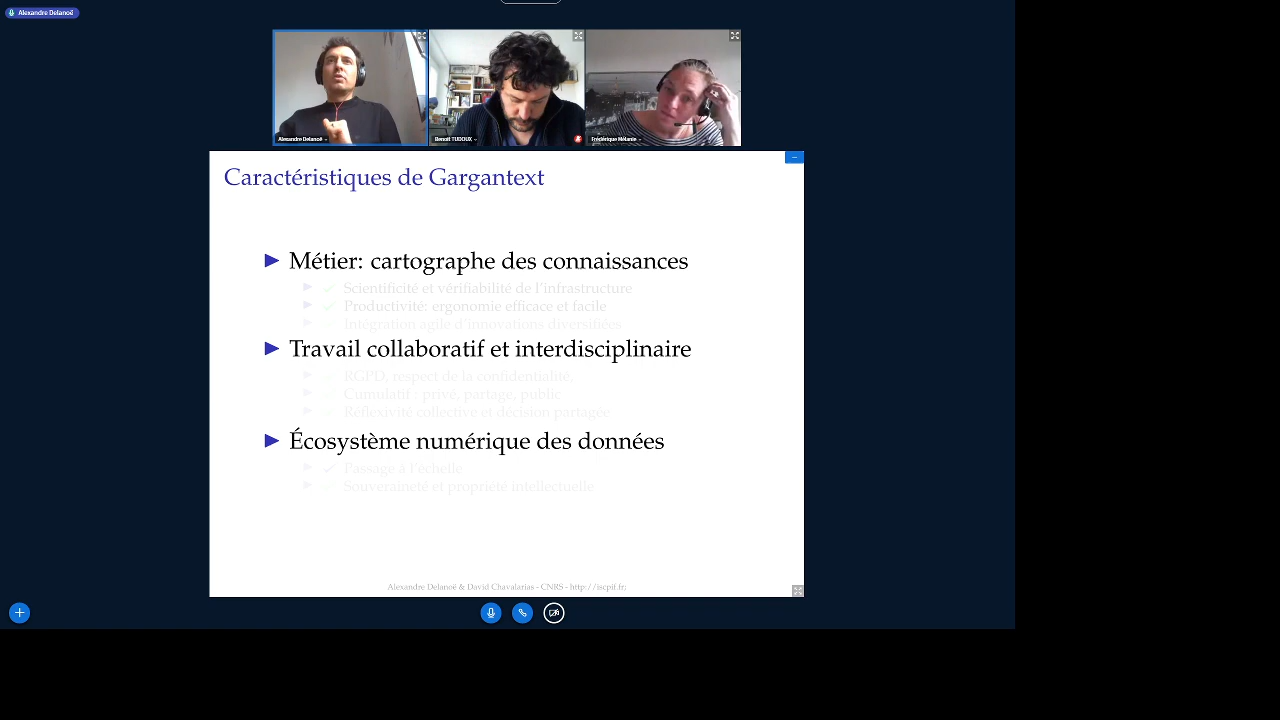 Alexandre Delanoë
Alexandre Delanoë
Benoit TUDOUX
Frédérique Mélanie
Caractéristiques de Gargantext
Métier: cartographe des connaissances
Scientificité et vérifiabilité de l'infrastructure
Productivité: ergonomie efficace et facile
Intégration agile d'innovations diversifiées
Travail collaboratif et interdisciplinaire
RGPD, respect de la confidentialité,
Cumulatif : privé, partage, public
Réflexivité collective et décision partagée
Écosystème numérique des données
Passage à l'échelle
Souveraineté et propriété intellectuelle
Alexandre Delanoë & David Chavalarias - CNRS - http://iscpif.fr;